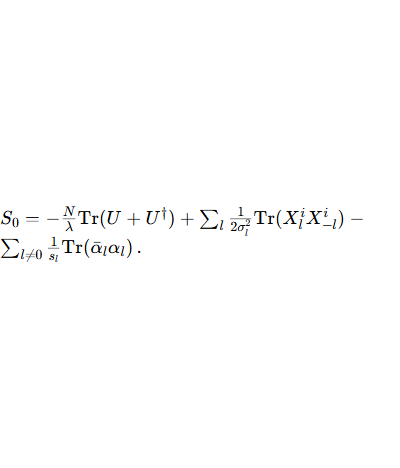 $S_0 = -\frac{N}{\lambda}\mathrm{Tr}(U + U^\dagger) + \sum_l \frac{1}{2\sigma_l^2}\mathrm{Tr}(X_l^i X_{-l}^i) -$
$\sum_{l \neq 0} \frac{1}{s_l}\mathrm{Tr}(\bar{\alpha}_l \alpha_l)\,.$